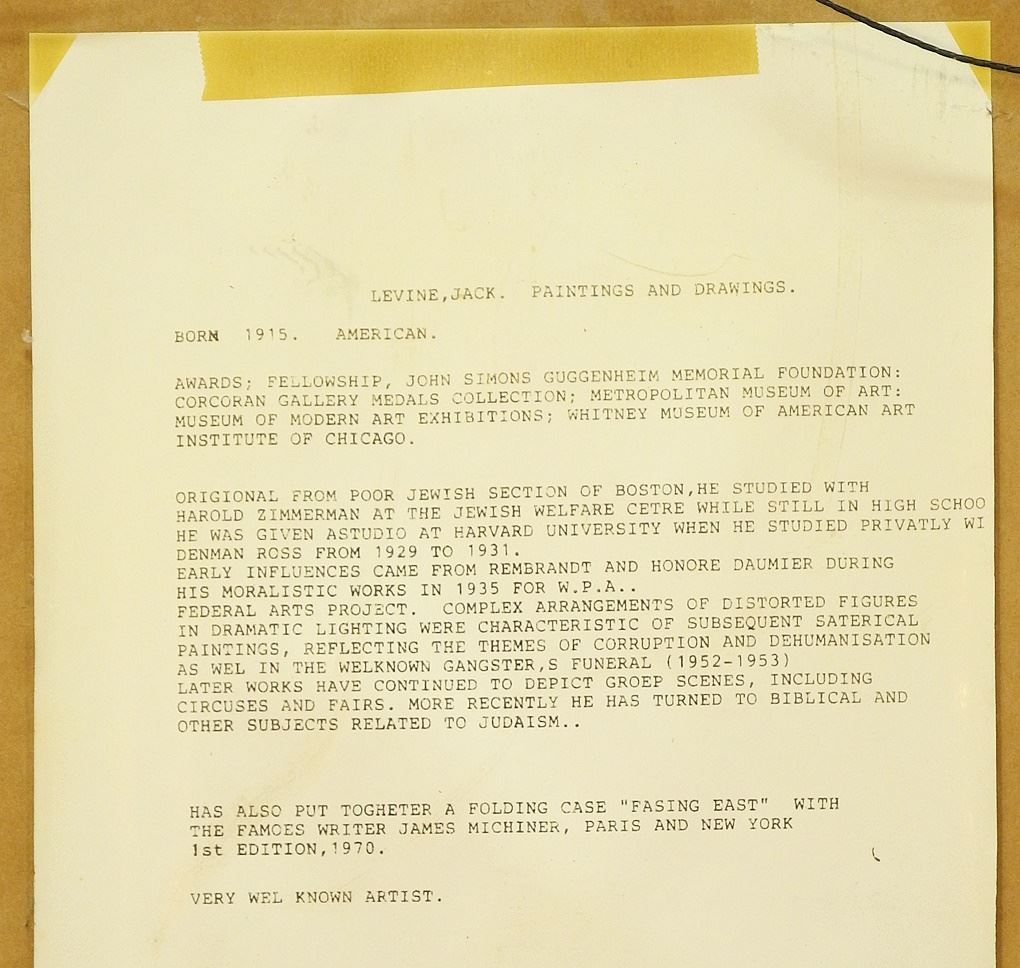 LEVINE,JACK. PAINTINGS AND DRAWINGS.
BORN 1915. AMERICAN.
AWARDS; FELLOWSHIP, JOHN SIMONS GUGGENHEIM MEMORIAL FOUNDATION:
CORCORAN GALLERY MEDALS COLLECTION; METROPOLITAN MUSEUM OF ART:
MUSEUM OF MODERN ART EXHIBITIONS; WHITNEY MUSEUM OF AMERICAN ART
INSTITUTE OF CHICAGO.
ORIGIONAL FROM POOR JEWISH SECTION OF BOSTON,HE STUDIED WITH
HAROLD ZIMMERMAN AT THE JEWISH WELFARE CETRE WHILE STILL IN HIGH SCHOO
HE WAS GIVEN ASTUDIO AT HARVARD UNIVERSITY WHEN HE STUDIED PRIVATLY WI
DENMAN ROSS FROM 1929 TO 1931.
EARLY INFLUENCES CAME FROM REMBRANDT AND HONORE DAUMIER DURING
HIS MORALISTIC WORKS IN 1935 FOR W.P.A..
FEDERAL ARTS PROJECT. COMPLEX ARRANGEMENTS OF DISTORTED FIGURES
IN DRAMATIC LIGHTING WERE CHARACTERISTIC OF SUBSEQUENT SATERICAL
PAINTINGS, REFLECTING THE THEMES OF CORRUPTION AND DEHUMANISATION
AS WEL IN THE WELKNOWN GANGSTER,S FUNERAL (1952-1953)
LATER WORKS HAVE CONTINUED TO DEPICT GROEP SCENES, INCLUDING
CIRCUSES AND FAIRS. MORE RECENTLY HE HAS TURNED TO BIBLICAL AND
OTHER SUBJECTS RELATED TO JUDAISM..
HAS ALSO PUT TOGHETER A FOLDING CASE "FASING EAST" WITH
THE FAMOES WRITER JAMES MICHINER, PARIS AND NEW YORK
1st EDITION,1970.
VERY WEL KNOWN ARTIST.